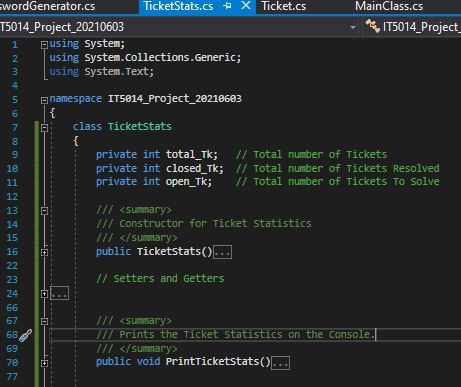 swordGenerator.cs TicketStats.cs Ticket.cs MainClass.cs
IT5014_Project_20210603 IT5014_Project_
1 using System;
2 using System.Collections.Generic;
3 using System.Text;
4
5 namespace IT5014_Project_20210603
6 {
7 class TicketStats
8 {
9 private int total_Tk; // Total number of Tickets
10 private int closed_Tk; // Total number of Tickets Resolved
11 private int open_Tk; // Total number of Tickets To Solve
12
13 /// <summary>
14 /// Constructor for Ticket Statistics
15 /// </summary>
16 public TicketStats()...
22
23 // Setters and Getters
24 ...
65
66
67 /// <summary>
68 /// Prints the Ticket Statistics on the Console.
69 /// </summary>
70 public void PrintTicketStats()...
77